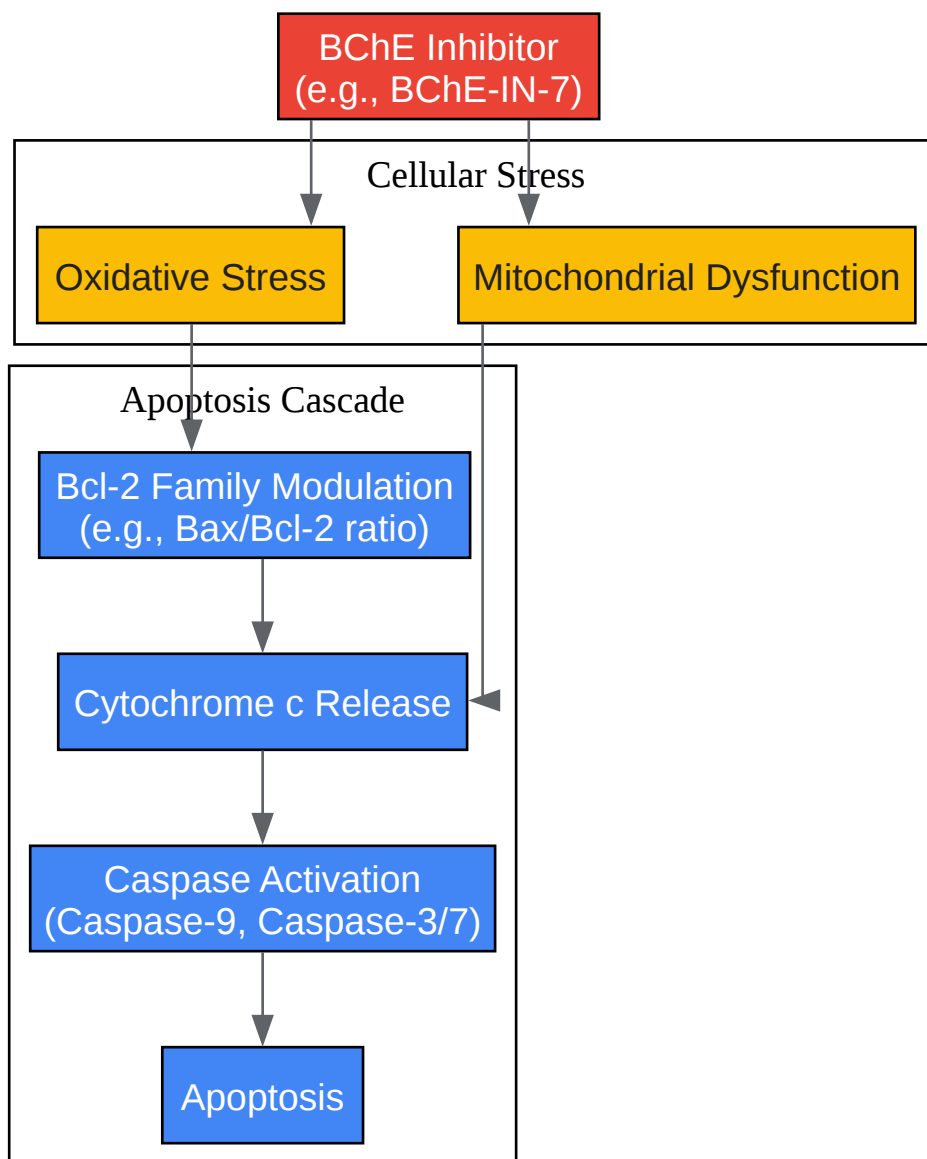 BChE Inhibitor
(e.g., BChE-IN-7)
Cellular Stress
Oxidative Stress
Mitochondrial Dysfunction
Apoptosis Cascade
Bcl-2 Family Modulation
(e.g., Bax/Bcl-2 ratio)
Cytochrome c Release
Caspase Activation
(Caspase-9, Caspase-3/7)
Apoptosis